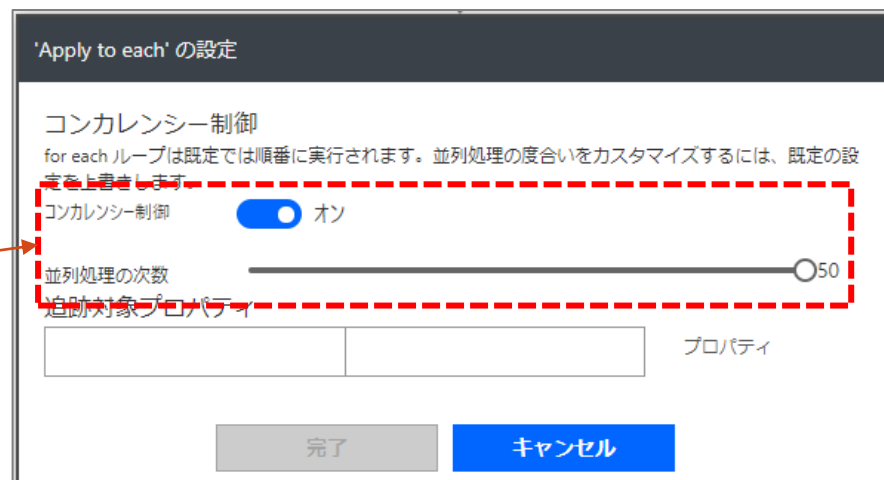 'Apply to each' の設定
コンカレンシー制御
for each ループは既定では順番に実行されます。並列処理の度合いをカスタマイズするには、既定の設
定を上書きします。
コンカレンシー制御 オン
並列処理の次数 50
追跡対象プロパティ
プロパティ
完了 キャンセル